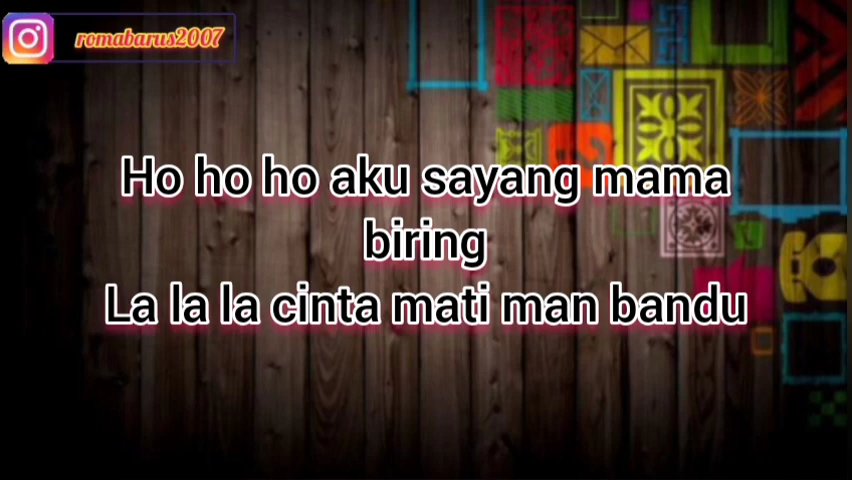 romabarus2007
Ho ho ho aku sayang mama
biring
La la la cinta mati man bandu